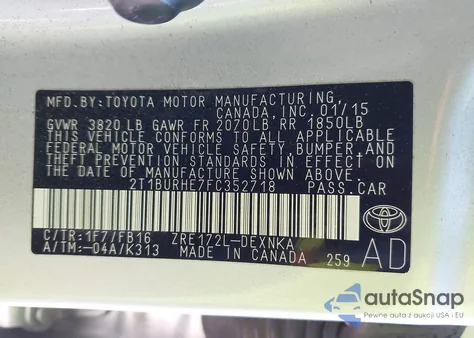 MFD.BY:TOYOTA MOTOR MANUFACTURING,
CANADA, INC. 01/15
GVWR 3820LB GAWR FR 2070LB RR 1850LB
THIS VEHICLE CONFORMS TO ALL APPLICABLE
FEDERAL MOTOR VEHICLE SAFETY, BUMPER, AND
THEFT PREVENTION STANDARDS IN EFFECT ON
THE DATE OF MANUFACTURE SHOWN ABOVE.
2T1BURHE7FC352718 PASS.CAR
C/TR:1F7/FB16 ZRE172L-DEXNKA
A/TM:-04A/K313 MADE IN CANADA 259
AD
autoSnap
Pewne auta z aukcji USA i EU